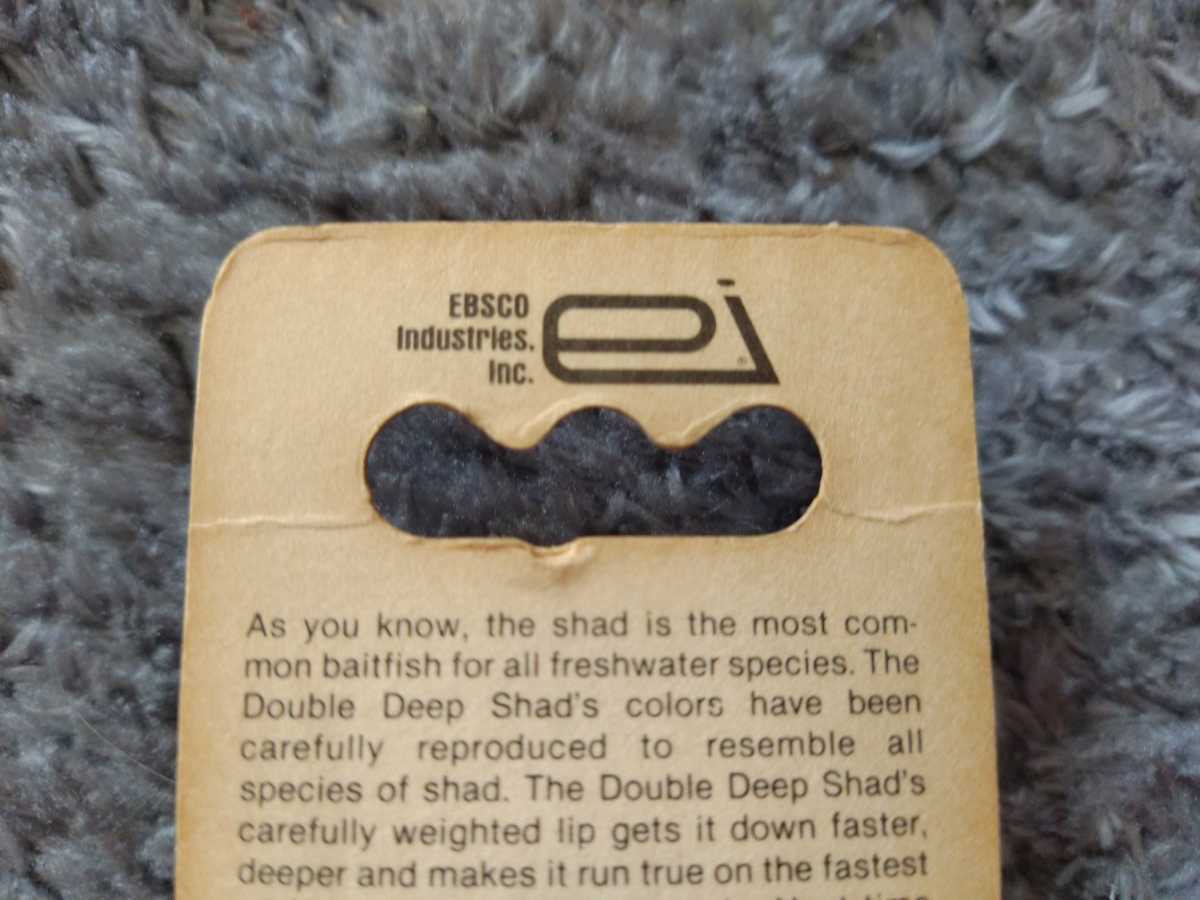 EBSCO
Industries.
Inc.
ei
®
As you know, the shad is the most com-
mon baitfish for all freshwater species. The
Double Deep Shad's colors have been
carefully reproduced to resemble all
species of shad. The Double Deep Shad's
carefully weighted lip gets it down faster,
deeper and makes it run true on the fastest